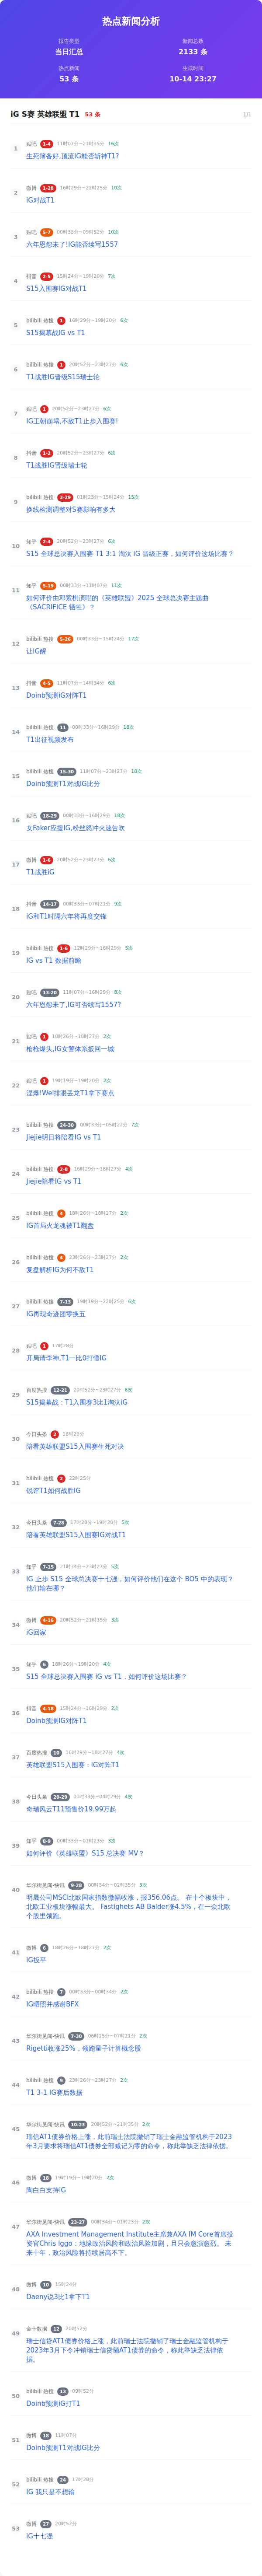 热点新闻分析
报告类型
新闻总数
当日汇总
2133 条
热点新闻
生成时间
53 条
10-14 23:27
iG S赛 英雄联盟 T1 53 条
1/1
1
贴吧 1-4 11时07分~21时35分 16次
生死簿备好,顶流IG能否斩神T1?
2
微博 1-28 16时29分~22时25分 10次
iG对战T1
3
贴吧 5-7 00时33分~09时52分 10次
六年恩怨未了!IG能否续写1557
4
抖音 2-5 15时24分~19时20分 7次
S15入围赛IG对战T1
5
bilibili 热搜 1 16时29分~19时20分 6次
S15揭幕战IG vs T1
6
bilibili 热搜 1 20时52分~23时27分 6次
T1战胜IG晋级S15瑞士轮
7
贴吧 1 20时52分~23时27分 6次
IG王朝崩塌,不敌T1止步入围赛!
8
抖音 1-2 20时52分~23时27分 6次
T1战胜IG晋级瑞士轮
9
bilibili 热搜 3-29 01时23分~15时24分 15次
换线检测调整对S赛影响有多大
10
知乎 2-4 20时52分~23时27分 6次
S15 全球总决赛入围赛 T1 3:1 淘汰 iG 晋级正赛，如何评价这场比赛？
11
知乎 5-19 00时33分~11时07分 11次
如何评价由邓紫棋演唱的《英雄联盟》2025 全球总决赛主题曲
《SACRIFICE 牺牲》？
12
bilibili 热搜 5-26 00时33分~15时24分 17次
让IG醒
13
抖音 4-5 11时07分~14时34分 6次
Doinb预测IG对阵T1
14
bilibili 热搜 11 00时33分~16时29分 18次
T1出征视频发布
15
bilibili 热搜 15-30 11时07分~23时27分 18次
Doinb预测T1对战IG比分
16
贴吧 18-29 00时33分~16时29分 18次
女Faker应援IG,粉丝怒冲火速告吹
17
微博 1-6 20时52分~23时27分 6次
T1战胜iG
18
抖音 14-17 00时33分~07时21分 9次
iG和T1时隔六年将再度交锋
19
bilibili 热搜 1-6 12时29分~16时29分 5次
IG vs T1 数据前瞻
20
贴吧 13-20 11时07分~16时29分 8次
六年恩怨未了,IG可否续写1557?
21
贴吧 1 18时26分~18时27分 2次
枪枪爆头,IG女警体系扳回一城
22
贴吧 1 19时19分~19时20分 2次
涅爆!Wei排眼丢龙T1拿下赛点
23
bilibili 热搜 24-30 00时33分~05时22分 7次
Jiejie明日将陪看IG vs T1
24
bilibili 热搜 2-8 16时29分~18时27分 4次
Jiejie陪看IG vs T1
25
bilibili 热搜 4 18时26分~18时27分 2次
IG首局火龙魂被T1翻盘
26
bilibili 热搜 4 23时26分~23时27分 2次
复盘解析IG为何不敌T1
27
bilibili 热搜 7-13 19时19分~22时25分 6次
IG再现奇迹团零换五
28
贴吧 1 17时28分
开局请李神,T1一比0打懵IG
29
百度热搜 12-21 20时52分~23时27分 6次
S15揭幕战：T1入围赛3比1淘汰iG
30
今日头条 3 16时29分
陪看英雄联盟S15入围赛生死对决
31
bilibili 热搜 2 22时25分
锐评T1如何战胜IG
32
今日头条 7-28 17时28分~19时20分 5次
陪看英雄联盟S15入围赛IG对战T1
33
知乎 7-15 21时34分~23时27分 5次
iG 止步 S15 全球总决赛十七强，如何评价他们在这个 BO5 中的表现？
他们输在哪？
34
微博 4-16 20时52分~21时35分 3次
iG回家
35
知乎 6 18时26分~19时20分 4次
S15 全球总决赛入围赛 iG vs T1，如何评价这场比赛？
36
抖音 4-19 15时24分~16时29分 2次
Doinb预测IG对阵T1
37
百度热搜 10 16时29分~18时27分 4次
英雄联盟S15入围赛：iG对阵T1
38
今日头条 20-29 00时33分~04时29分 4次
奇瑞风云T11预售价19.99万起
39
知乎 8-9 00时33分~01时23分 3次
如何评价《英雄联盟》S15 总决赛 MV？
40
华尔街见闻·快讯 9-28 00时34分~02时35分 3次
明晟公司MSCI北欧国家指数微幅收涨，报356.06点。 在十个板块中，
北欧工业板块涨幅最大。 Fastighets AB Balder涨4.5%，在一众北欧
个股里领跑。
41
微博 6 18时26分~18时27分 2次
iG扳平
42
bilibili 热搜 7 00时33分~00时34分 2次
IG晒照并感谢BFX
43
华尔街见闻·快讯 7-30 06时25分~07时21分 2次
Rigetti收涨25%，领跑量子计算概念股
44
bilibili 热搜 9 23时26分~23时27分 2次
T1 3-1 IG赛后数据
45
华尔街见闻·快讯 10-23 20时52分~21时35分 2次
瑞信AT1债券价格上涨，此前瑞士法院撤销了瑞士金融监管机构于2023
年3月要求将瑞信AT1债券全部减记为零的命令，称此举缺乏法律依据。
46
微博 18 19时19分~19时20分 2次
陶白白支持iG
47
华尔街见闻·快讯 23-27 00时34分~01时23分 2次
AXA Investment Management Institute主席兼AXA IM Core首席投
资官Chris Iggo：地缘政治风险和政治风险加剧，且只会愈演愈烈。 未
来十年，政治风险将持续居高不下。
48
微博 10 15时24分
Daeny说3比1拿下T1
49
金十数据 12 20时52分
瑞士信贷AT1债券价格上涨，此前瑞士法院撤销了瑞士金融监管机构于
2023年3月下令冲销瑞士信贷额AT1债券的命令，称此举缺乏法律依
据。
50
bilibili 热搜 13 09时52分
Doinb预测iG打T1
51
微博 18 11时07分
Doinb预测T1对战IG比分
52
bilibili 热搜 24 17时28分
IG 我只是不想输
53
微博 27 20时52分
iG十七强